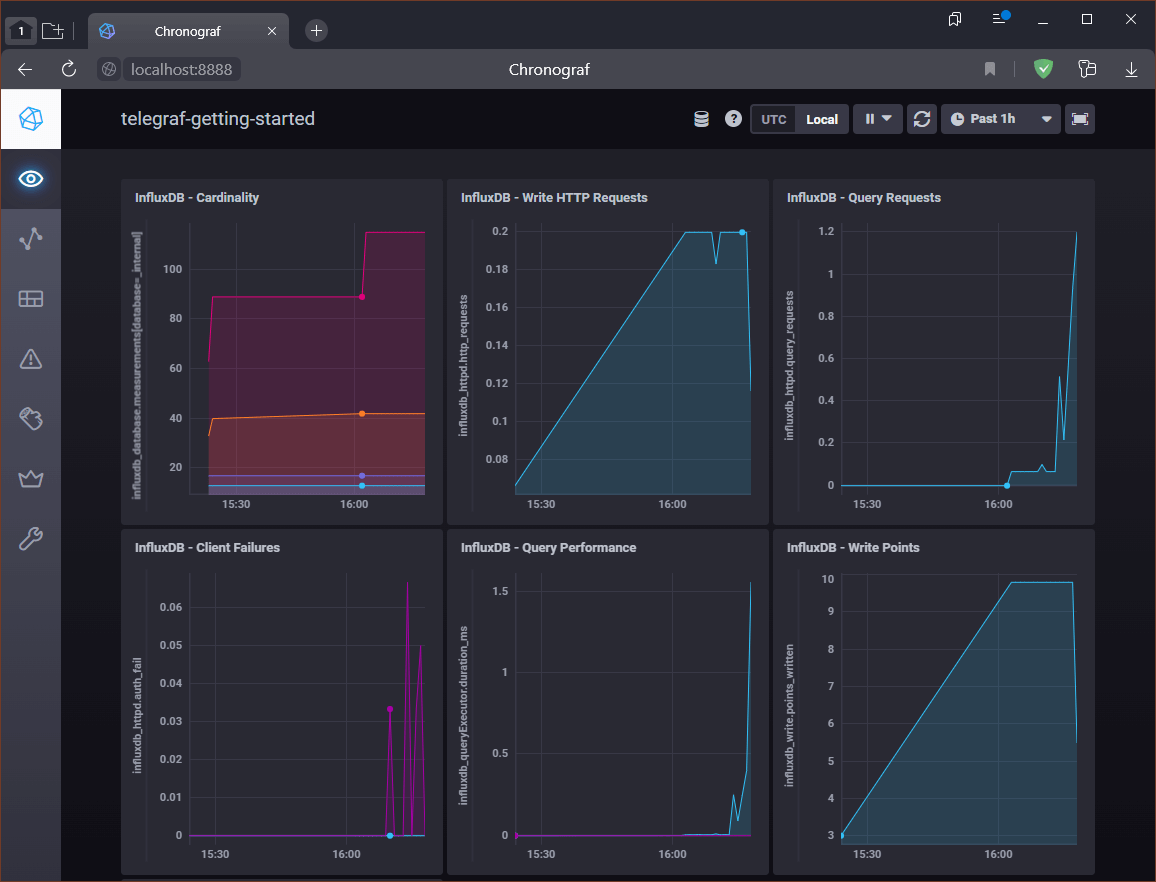 1
Chronograf
localhost:8888
Chronograf
telegraf-getting-started
UTC
Local
Past 1h
InfluxDB - Cardinality
influxdb_database.measurements[database=_internal]
100
80
60
40
20
15:30
16:00
InfluxDB - Write HTTP Requests
influxdb_httpd.http_requests
0.2
0.18
0.16
0.14
0.12
0.1
0.08
15:30
16:00
InfluxDB - Query Requests
influxdb_httpd.query_requests
1.2
1
0.8
0.6
0.4
0.2
0
15:30
16:00
InfluxDB - Client Failures
influxdb_httpd.auth_fail
0.06
0.05
0.04
0.03
0.02
0.01
0
15:30
16:00
InfluxDB - Query Performance
influxdb_queryExecutor.duration_ms
1.5
1
0.5
0
15:30
16:00
InfluxDB - Write Points
influxdb_write.points_written
10
9
8
7
6
5
4
3
15:30
16:00